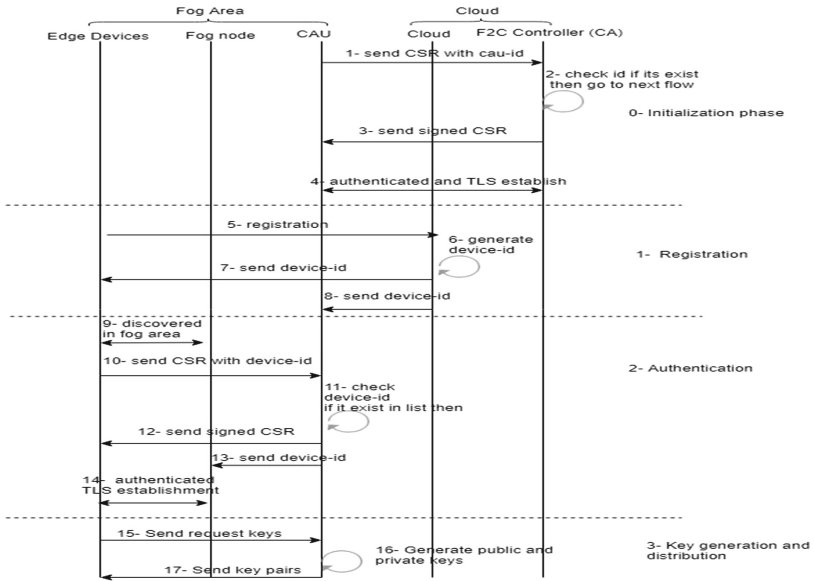 Fog Area
Cloud
Edge Devices
Fog node
CAU
Cloud
F2C Controller (CA)
1- send CSR with cau-id
2- check id if its exist
then go to next flow
0- Initialization phase
3- send signed CSR
4- authenticated and TLS establish
5- registration
6- generate
device-id
1- Registration
7- send device-id
8- send device-id
9- discovered
in fog area
10- send CSR with device-id
2- Authentication
11- check
device-id
if it exist in list then
12- send signed CSR
13- send device-id
14- authenticated
TLS establishment
15- Send request keys
16- Generate public and
private keys
3- Key generation and
distribution
17- Send key pairs